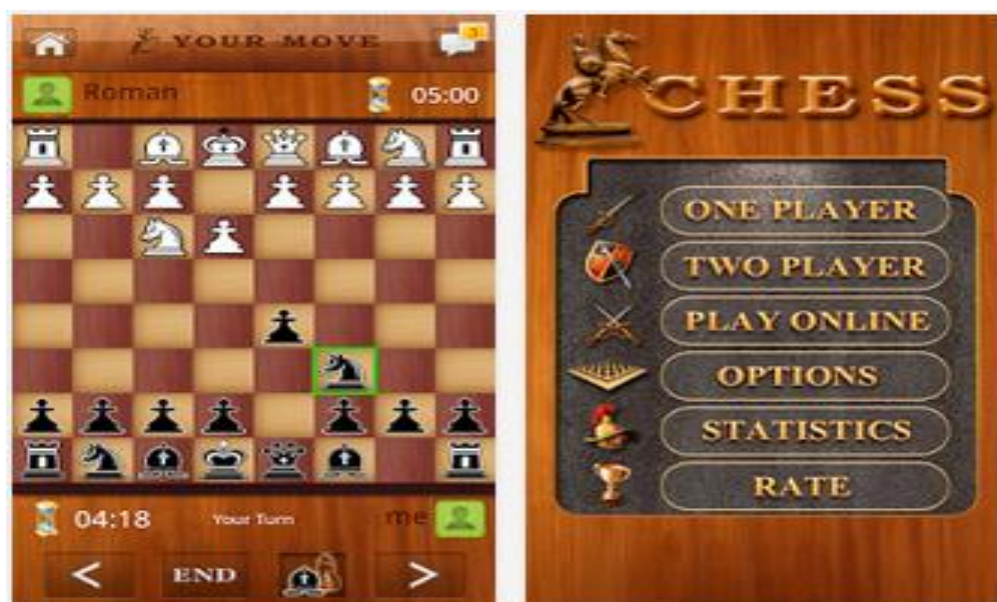 YOUR MOVE
3
Roman
05:00
04:18
Your Turn
me
<
END
>
CHESS
ONE PLAYER
TWO PLAYER
PLAY ONLINE
OPTIONS
STATISTICS
RATE